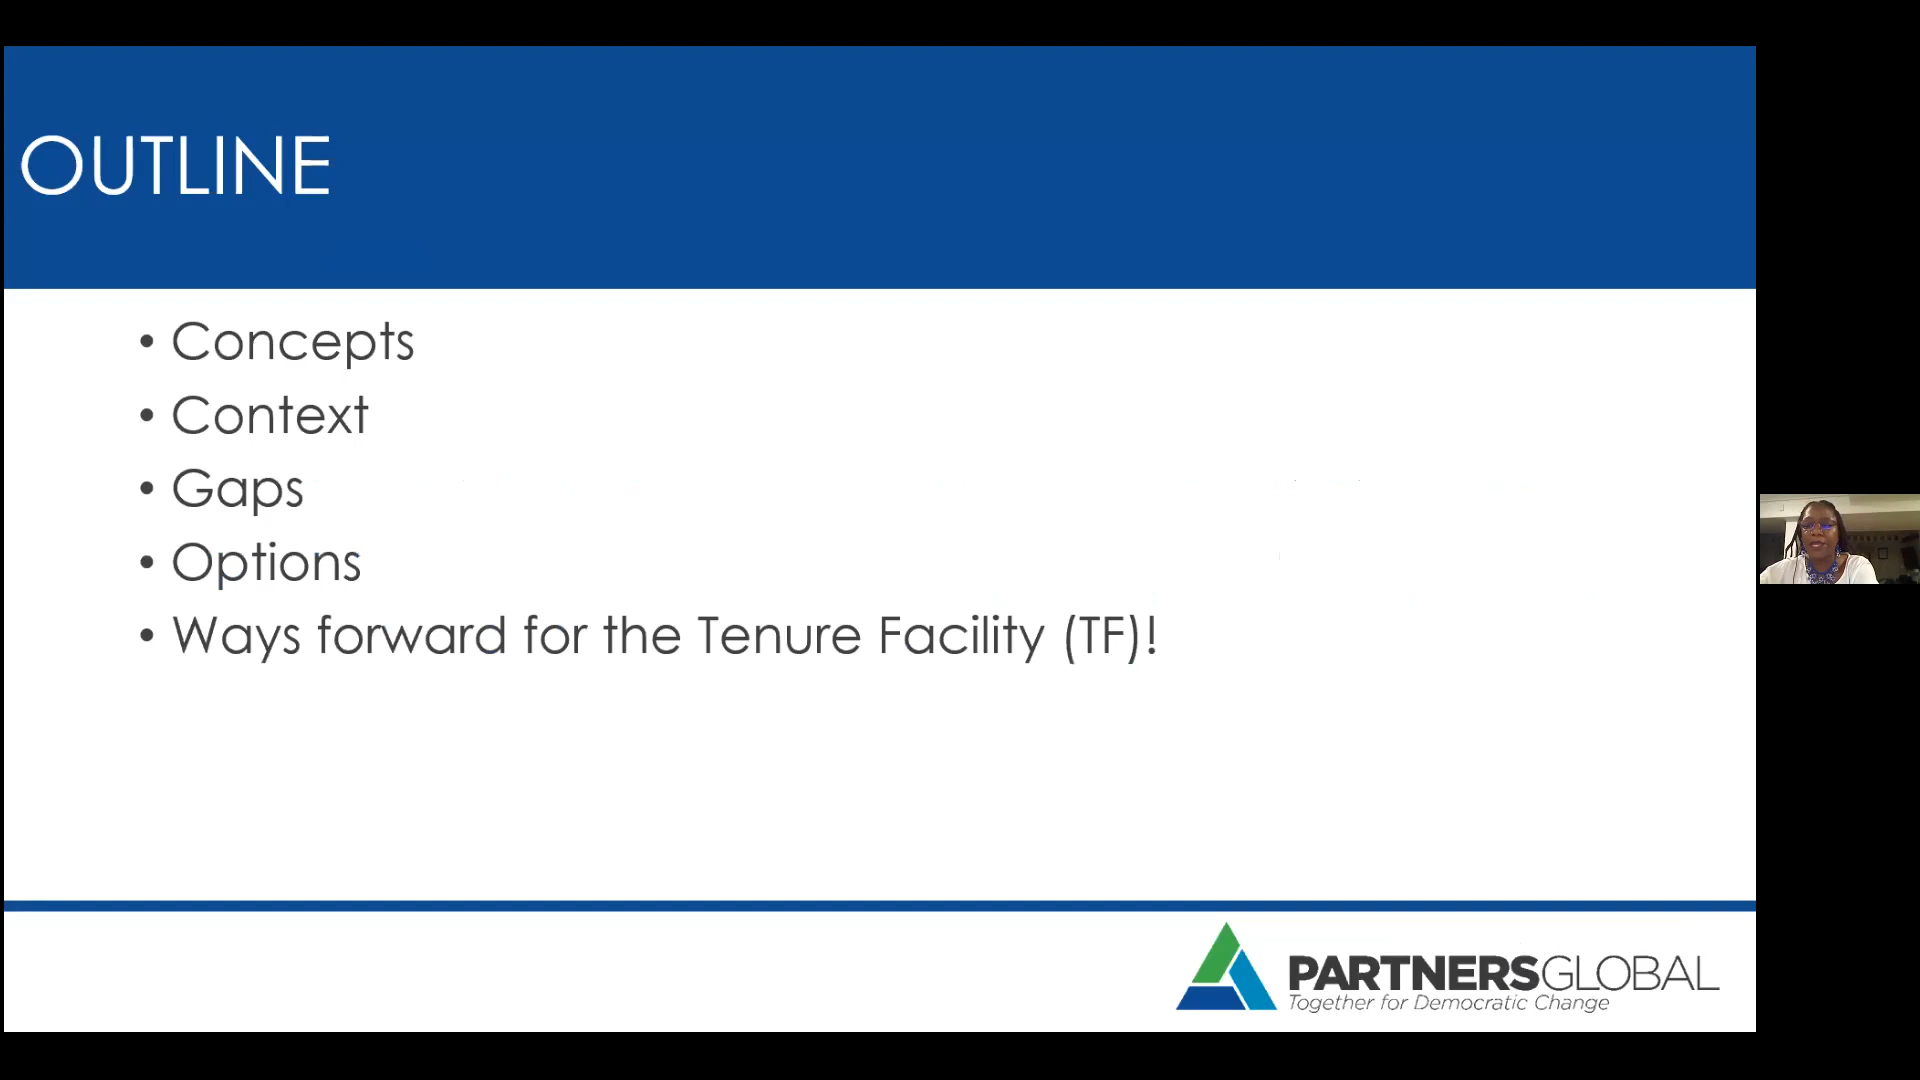 OUTLINE
• Concepts
• Context
• Gaps
• Options
• Ways forward for the Tenure Facility (TF)!
PARTNERSGLOBAL
Together for Democratic Change